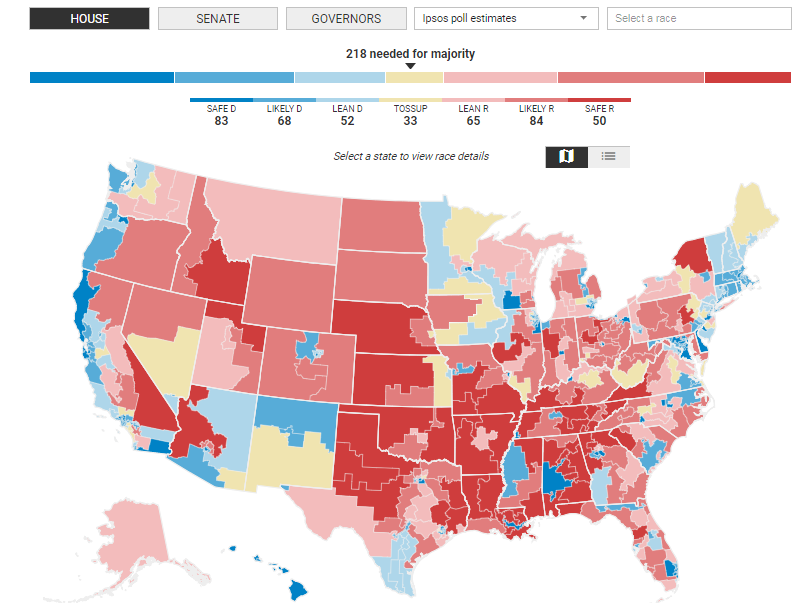 HOUSE SENATE GOVERNORS Ipsos poll estimates Select a race
218 needed for majority
SAFE D LIKELY D LEAN D TOSSUP LEAN R LIKELY R SAFE R
83 68 52 33 65 84 50
Select a state to view race details